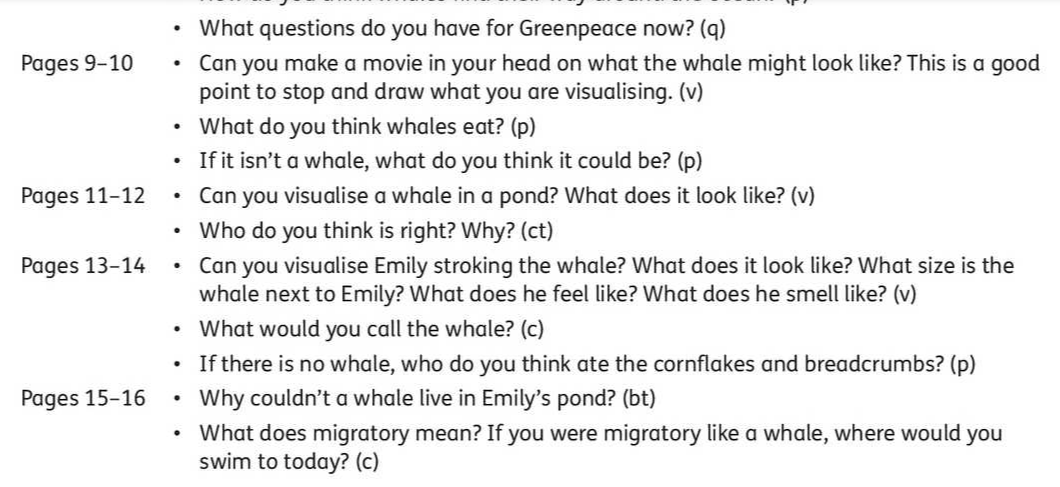 • What questions do you have for Greenpeace now? (q)
Pages 9–10 • Can you make a movie in your head on what the whale might look like? This is a good
point to stop and draw what you are visualising. (v)
• What do you think whales eat? (p)
• If it isn't a whale, what do you think it could be? (p)
Pages 11–12 • Can you visualise a whale in a pond? What does it look like? (v)
• Who do you think is right? Why? (ct)
Pages 13–14 • Can you visualise Emily stroking the whale? What does it look like? What size is the
whale next to Emily? What does he feel like? What does he smell like? (v)
• What would you call the whale? (c)
• If there is no whale, who do you think ate the cornflakes and breadcrumbs? (p)
Pages 15–16 • Why couldn't a whale live in Emily's pond? (bt)
• What does migratory mean? If you were migratory like a whale, where would you
swim to today? (c)